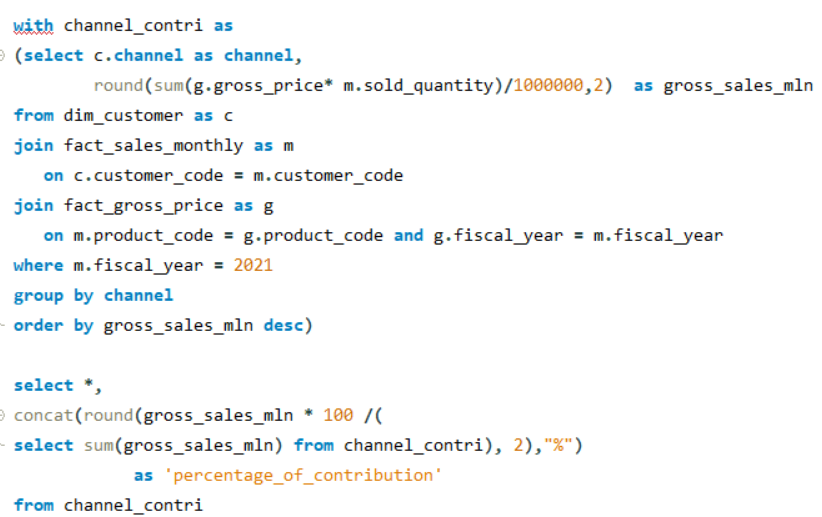 with channel_contri as
(select c.channel as channel,
round(sum(g.gross_price* m.sold_quantity)/1000000,2)  as gross_sales_mln
from dim_customer as c
join fact_sales_monthly as m
on c.customer_code = m.customer_code
join fact_gross_price as g
on m.product_code = g.product_code and g.fiscal_year = m.fiscal_year
where m.fiscal_year = 2021
group by channel
order by gross_sales_mln desc)
select *,
concat(round(gross_sales_mln * 100 /(
select sum(gross_sales_mln) from channel_contri), 2),"%")
as 'percentage_of_contribution'
from channel_contri